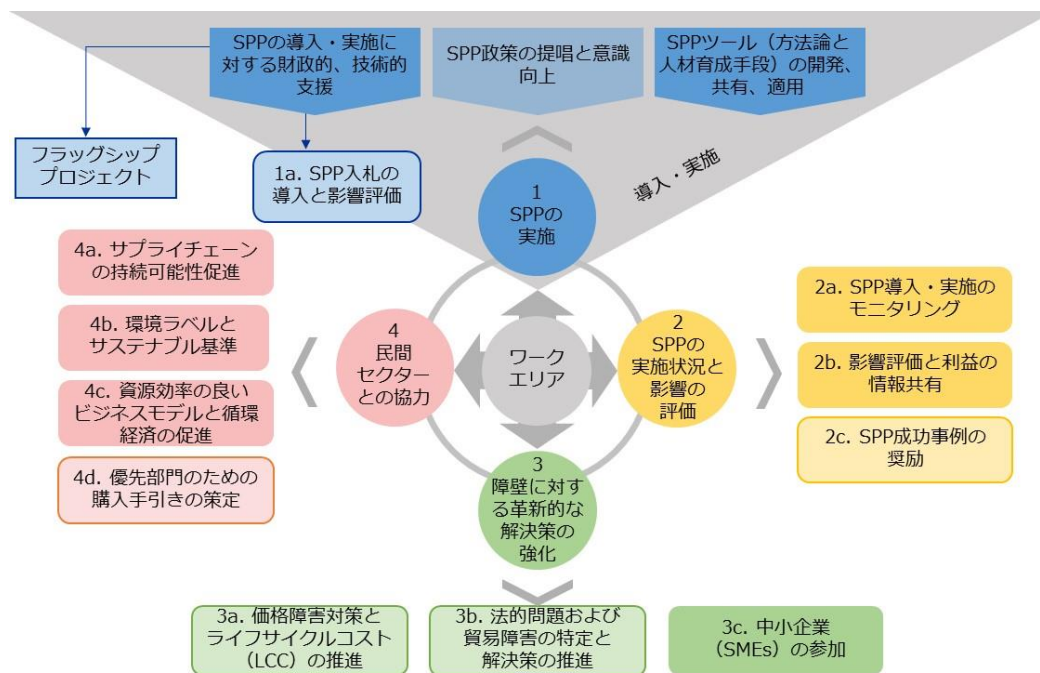 SPPの導入・実施に
対する財政的、技術的
支援
SPP政策の提唱と意識
向上
SPPツール（方法論と
人材育成手段）の開発、
共有、適用
フラッグシップ
プロジェクト
1a. SPP入札の
導入と影響評価
導入・実施
1
SPPの
実施
4a. サプライチェーン
の持続可能性促進
4b. 環境ラベルと
サステナブル基準
4c. 資源効率の良い
ビジネスモデルと循環
経済の促進
4d. 優先部門のための
購入手引きの策定
4
民間
セクター
との協力
ワーク
エリア
2
SPPの
実施状況と
影響の
評価
2a. SPP導入・実施の
モニタリング
2b. 影響評価と利益の
情報共有
2c. SPP成功事例の
奨励
3
障壁に対す
る革新的な
解決策の
強化
3a. 価格障害対策と
ライフサイクルコスト
（LCC）の推進
3b. 法的問題および
貿易障害の特定と
解決策の推進
3c. 中小企業
（SMEs）の参加